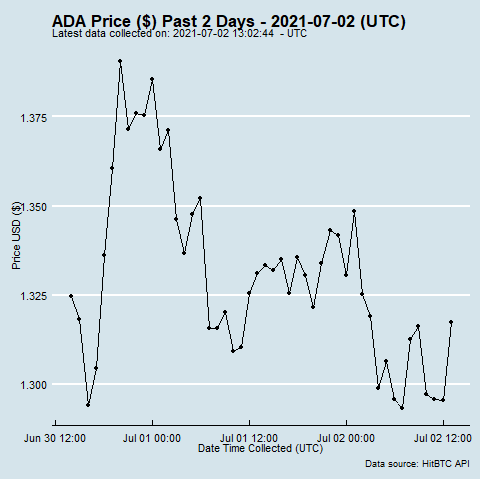 ADA Price ($) Past 2 Days - 2021-07-02 (UTC)
Latest data collected on: 2021-07-02 13:02:44  - UTC
1.375
1.350
1.325
1.300
Price USD ($)
Jun 30 12:00
Jul 01 00:00
Jul 01 12:00
Jul 02 00:00
Jul 02 12:00
Date Time Collected (UTC)
Data source: HitBTC API